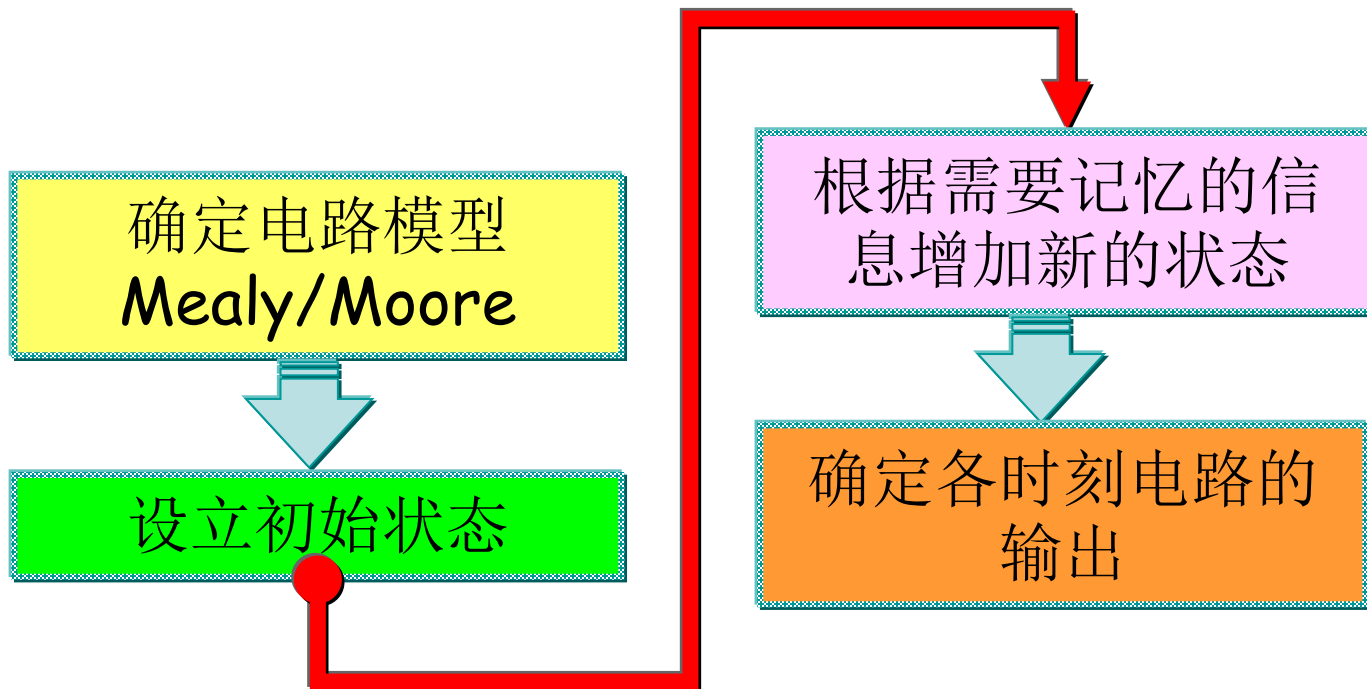 确定电路模型
Mealy/Moore
设立初始状态
根据需要记忆的信
息增加新的状态
确定各时刻电路的
输出